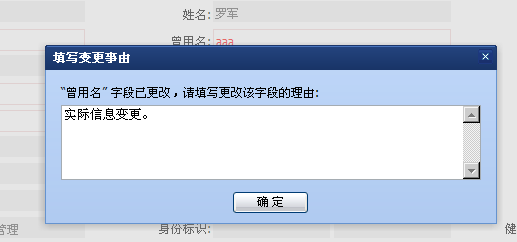 姓名: 罗军
曾用名: aaa
填写变更事由
“曾用名”字段已更改，请填写更改该字段的理由:
实际信息变更。
确 定
管理
身份标识:
健